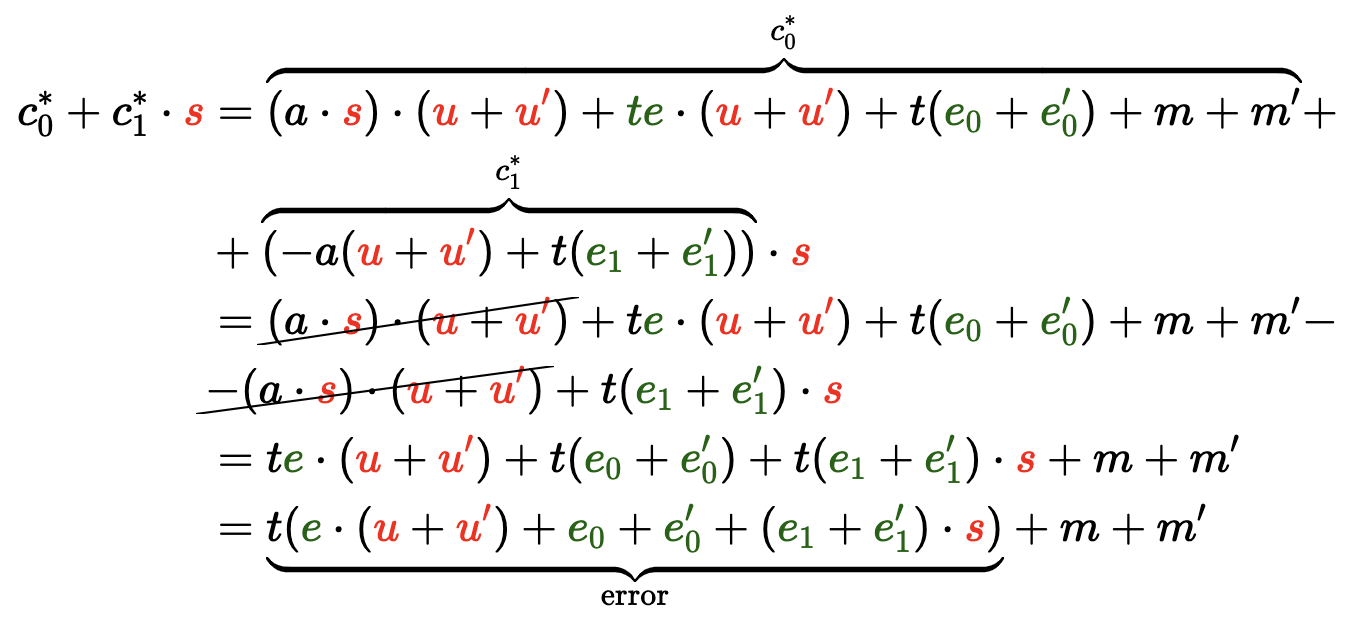 c₀*
c₀* + c₁* · s = (a · s) · (u + u′) + te · (u + u′) + t(e₀ + e₀′) + m + m′+
c₁*
+ (−a(u + u′) + t(e₁ + e₁′)) · s
= (a · s) · (u + u′) + te · (u + u′) + t(e₀ + e₀′) + m + m′−
−(a · s) · (u + u′) + t(e₁ + e₁′) · s
= te · (u + u′) + t(e₀ + e₀′) + t(e₁ + e₁′) · s + m + m′
= t(e · (u + u′) + e₀ + e₀′ + (e₁ + e₁′) · s) + m + m′
error